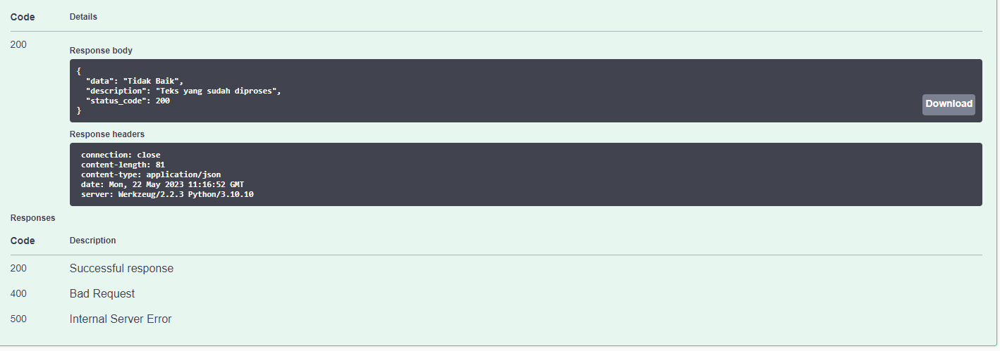 Code Details
200
Response body
{
  "data": "Tidak Baik",
  "description": "Teks yang sudah diproses",
  "status_code": 200
}
Download
Response headers
connection: close
content-length: 81
content-type: application/json
date: Mon, 22 May 2023 11:16:52 GMT
server: Werkzeug/2.2.3 Python/3.10.10
Responses
Code Description
200 Successful response
400 Bad Request
500 Internal Server Error